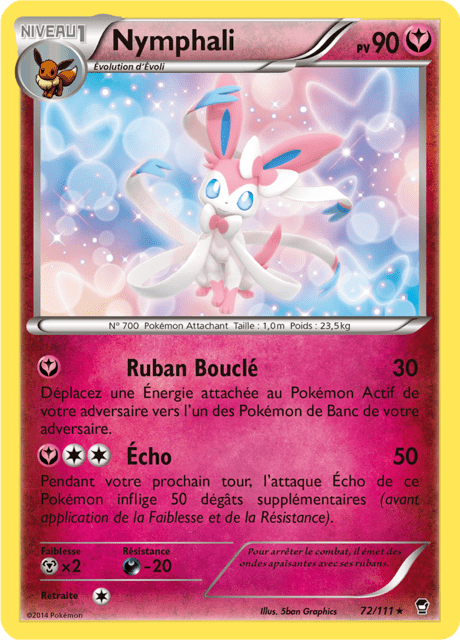 NIVEAU 1
Nymphali
PV 90
Évolution d'Évoli
N° 700 Pokémon Attachant Taille : 1,0m Poids : 23,5kg
Ruban Bouclé 30
Déplacez une Énergie attachée au Pokémon Actif de
votre adversaire vers l'un des Pokémon de Banc de votre
adversaire.
Écho 50
Pendant votre prochain tour, l'attaque Écho de ce
Pokémon inflige 50 dégâts supplémentaires (avant
application de la Faiblesse et de la Résistance).
Faiblesse Résistance
×2 -20
Pour arrêter le combat, il émet des
ondes apaisantes avec ses rubans.
Retraite
©2014 Pokémon
Illus. 5ban Graphics 72/111 ★